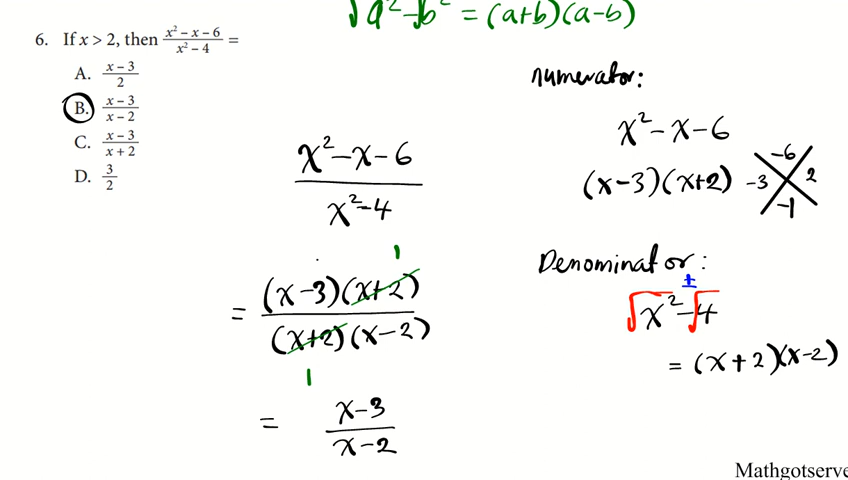 √a² - √b² = (a+b)(a-b)
6. If x > 2, then (x² − x − 6)/(x² − 4) =
A. (x − 3)/2
B. (x − 3)/(x − 2)
C. (x − 3)/(x + 2)
D. 3/2
numerator:
x² - x - 6
(x-3)(x+2)
-6
-3 2
-1
x² - x - 6
x² - 4
Denominator:
±
√x² - √4
= (x+2)(x-2)
1
= (x-3)(x+2)
(x+2)(x-2)
1
= x-3
x-2
Mathgotserve